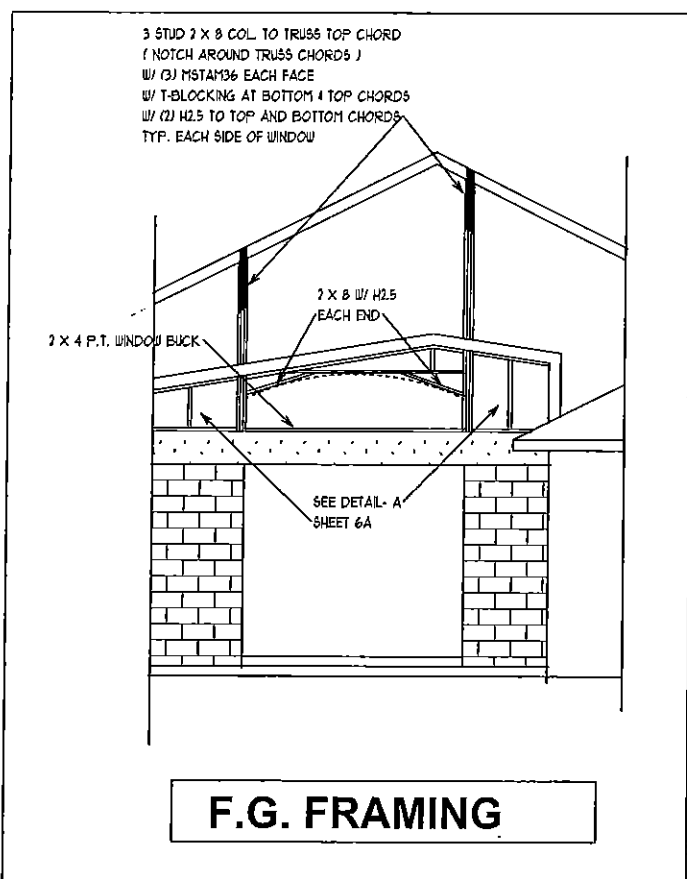 3 STUD 2 X 8 COL. TO TRUSS TOP CHORD
( NOTCH AROUND TRUSS CHORDS )
W/ (3) MSTAM36 EACH FACE
W/ T-BLOCKING AT BOTTOM & TOP CHORDS
W/ (2) H2.5 TO TOP AND BOTTOM CHORDS
TYP. EACH SIDE OF WINDOW
2 X 8 W/ H2.5
EACH END
2 X 4 P.T. WINDOW BUCK
SEE DETAIL- A
SHEET 6A
F.G. FRAMING